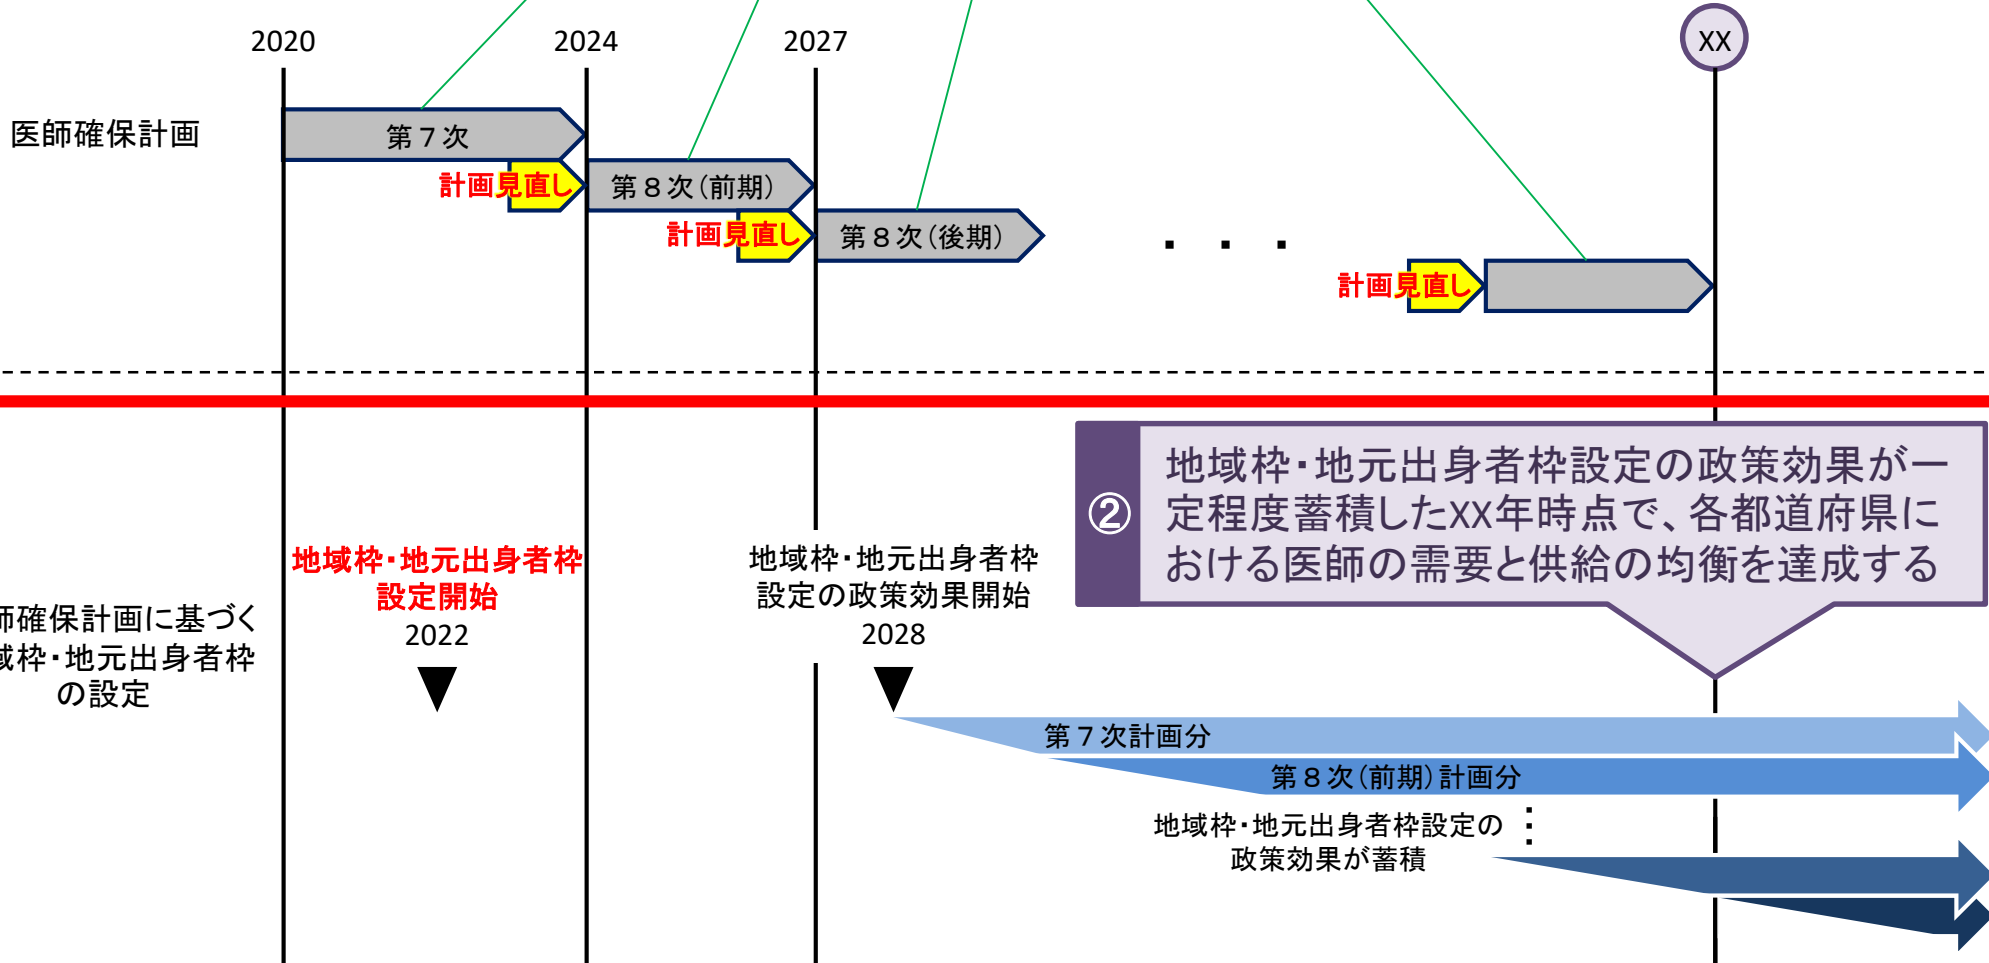 2020
2024
2027
XX
医師確保計画
第７次
計画見直し
第８次（前期）
計画見直し
第８次（後期）
・・・
計画見直し
②
地域枠・地元出身者枠設定の政策効果が一
定程度蓄積したXX年時点で、各都道府県に
おける医師の需要と供給の均衡を達成する
地域枠・地元出身者枠
設定開始
2022
地域枠・地元出身者枠
設定の政策効果開始
2028
師確保計画に基づく
域枠・地元出身者枠
の設定
第７次計画分
第８次（前期）計画分
地域枠・地元出身者枠設定の
政策効果が蓄積